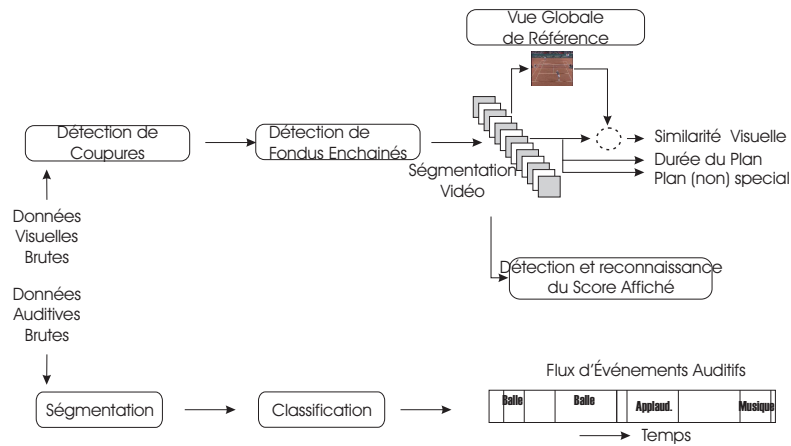 Vue Globale
de Référence
Détection de
Coupures
Détection de
Fondus Enchainés
Ségmentation
Vidéo
Similarité Visuelle
Durée du Plan
Plan (non) special
Données
Visuelles
Brutes
Détection et reconnaissance
du Score Affiché
Données
Auditives
Brutes
Ségmentation
Classification
Flux d'Événements Auditifs
Balle
Balle
Applaud.
Musique
Temps